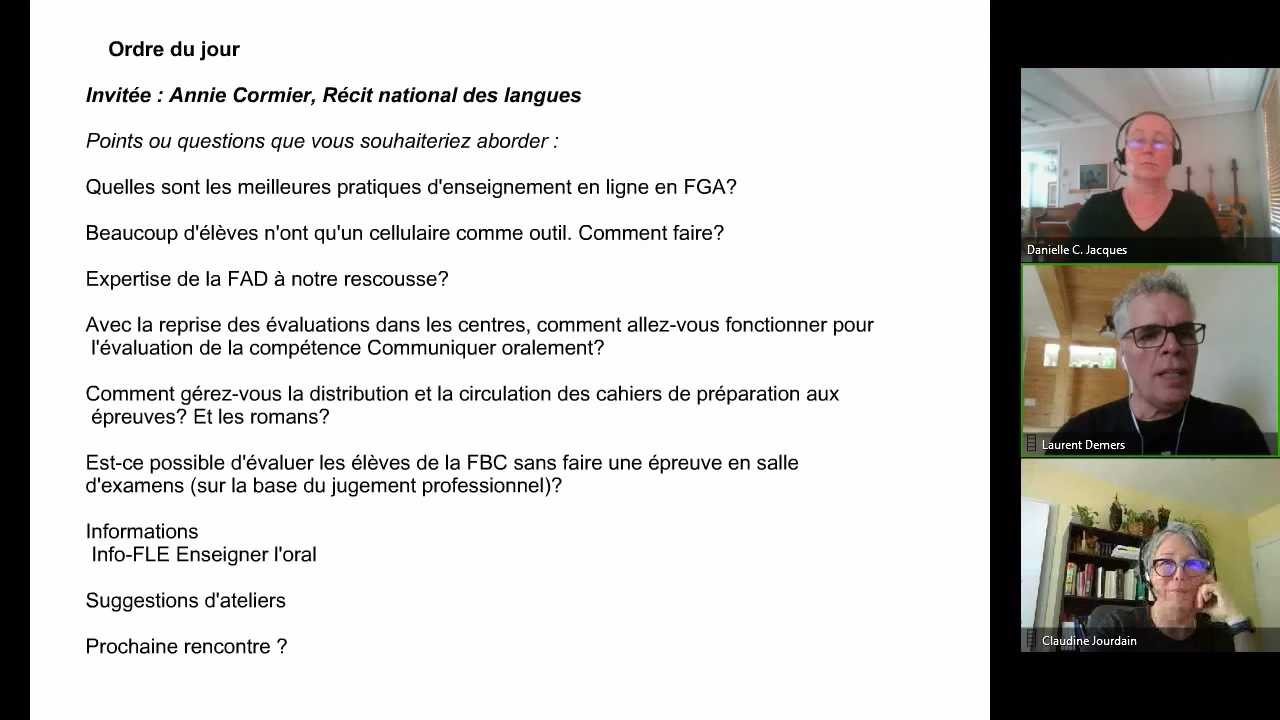 Ordre du jour
Invitée : Annie Cormier, Récit national des langues
Points ou questions que vous souhaiteriez aborder :
Quelles sont les meilleures pratiques d'enseignement en ligne en FGA?
Beaucoup d'élèves n'ont qu'un cellulaire comme outil. Comment faire?
Expertise de la FAD à notre rescousse?
Avec la reprise des évaluations dans les centres, comment allez-vous fonctionner pour
l'évaluation de la compétence Communiquer oralement?
Comment gérez-vous la distribution et la circulation des cahiers de préparation aux
épreuves? Et les romans?
Est-ce possible d'évaluer les élèves de la FBC sans faire une épreuve en salle
d'examens (sur la base du jugement professionnel)?
Informations
Info-FLE Enseigner l'oral
Suggestions d'ateliers
Prochaine rencontre ?
Danielle C. Jacques
Laurent Demers
Claudine Jourdain